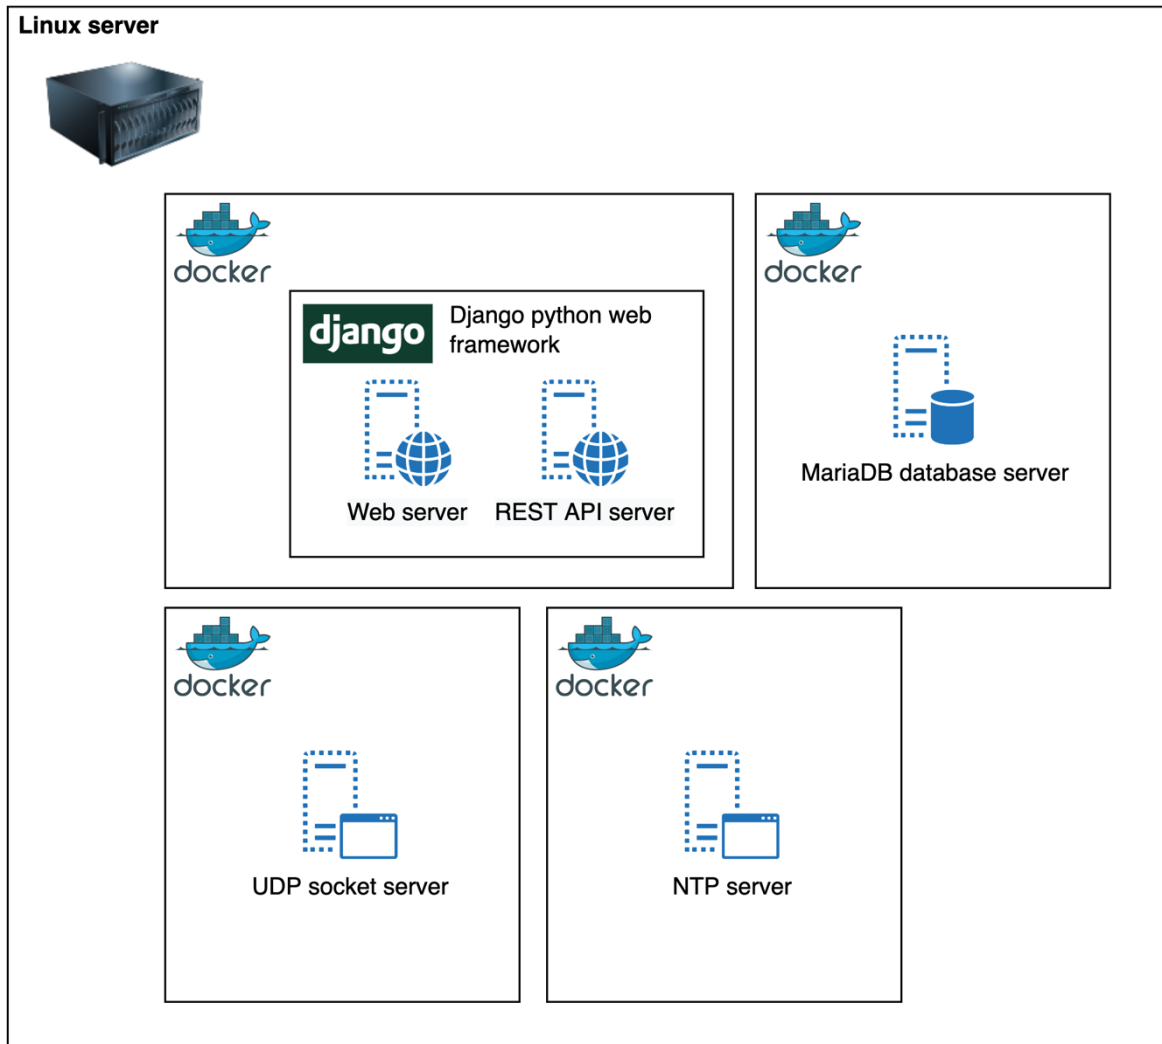 Linux server
docker
docker
django
Django python web
framework
Web server
REST API server
MariaDB database server
docker
docker
UDP socket server
NTP server